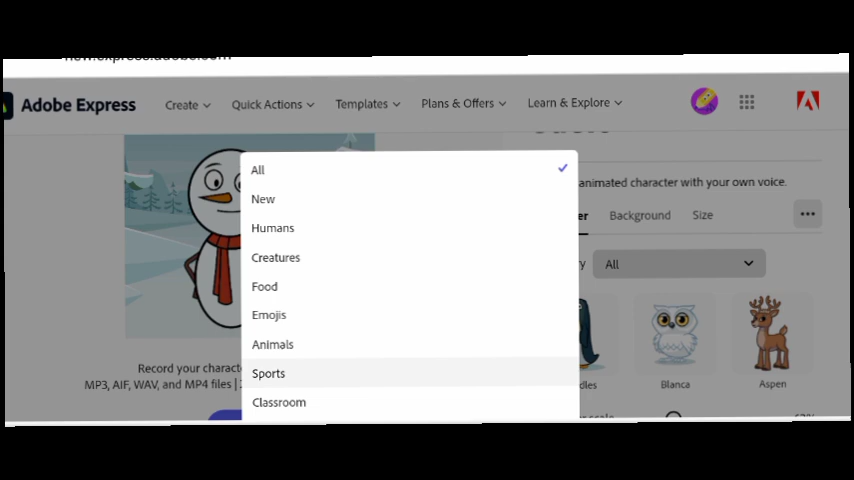 Adobe Express
Create
Quick Actions
Templates
Plans & Offers
Learn & Explore
animated character with your own voice.
Background
Size
All
All
New
Humans
Creatures
Food
Emojis
Animals
Sports
Classroom
Blanca
Aspen
Record your
MP3, AIF, WAV, and MP4 files |